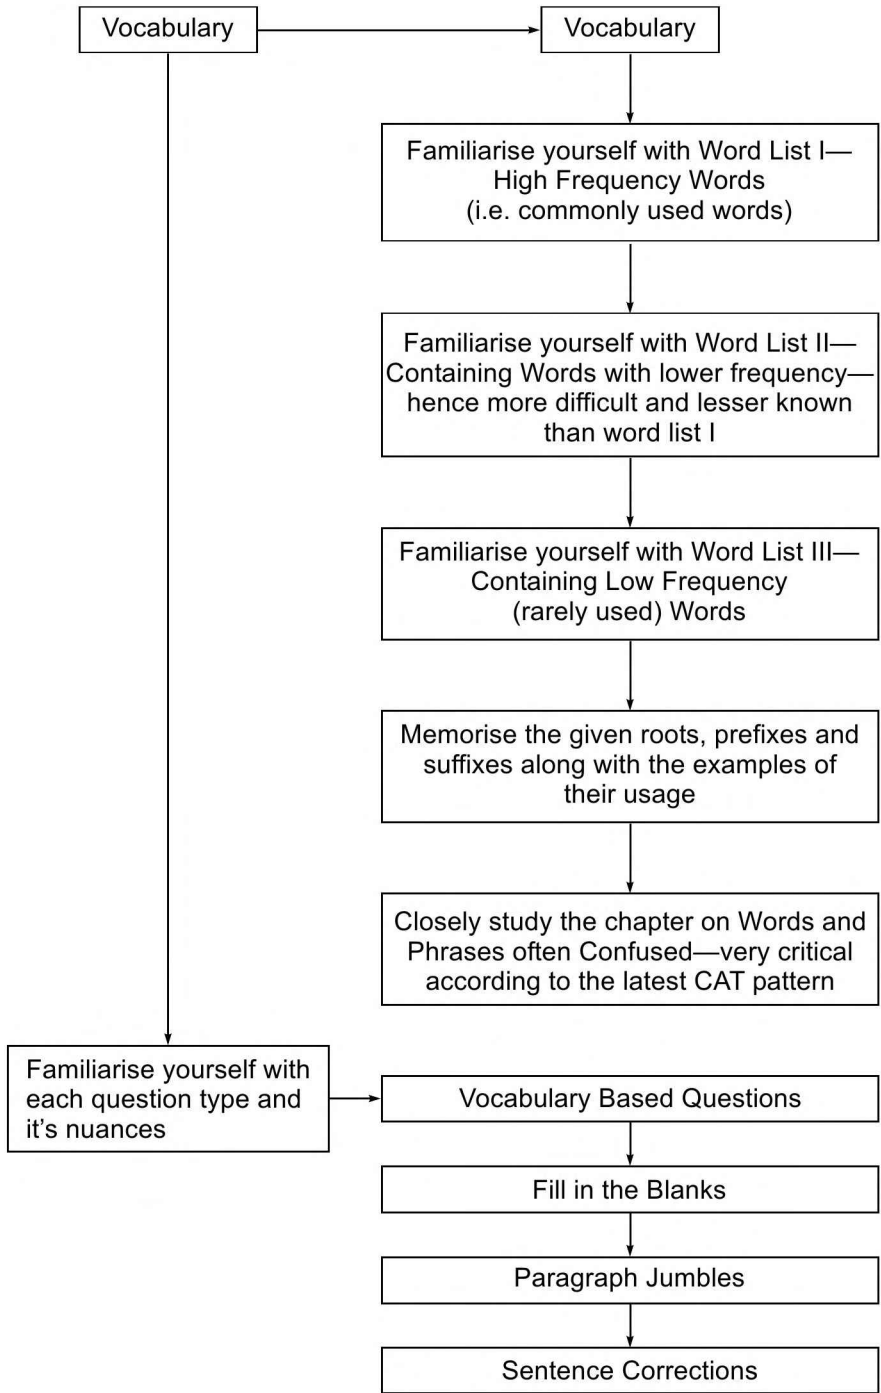 Vocabulary
Vocabulary
Familiarise yourself with Word List I—
High Frequency Words
(i.e. commonly used words)
Familiarise yourself with Word List II—
Containing Words with lower frequency—
hence more difficult and lesser known
than word list I
Familiarise yourself with Word List III—
Containing Low Frequency
(rarely used) Words
Memorise the given roots, prefixes and
suffixes along with the examples of
their usage
Closely study the chapter on Words and
Phrases often Confused—very critical
according to the latest CAT pattern
Familiarise yourself with
each question type and
it's nuances
Vocabulary Based Questions
Fill in the Blanks
Paragraph Jumbles
Sentence Corrections